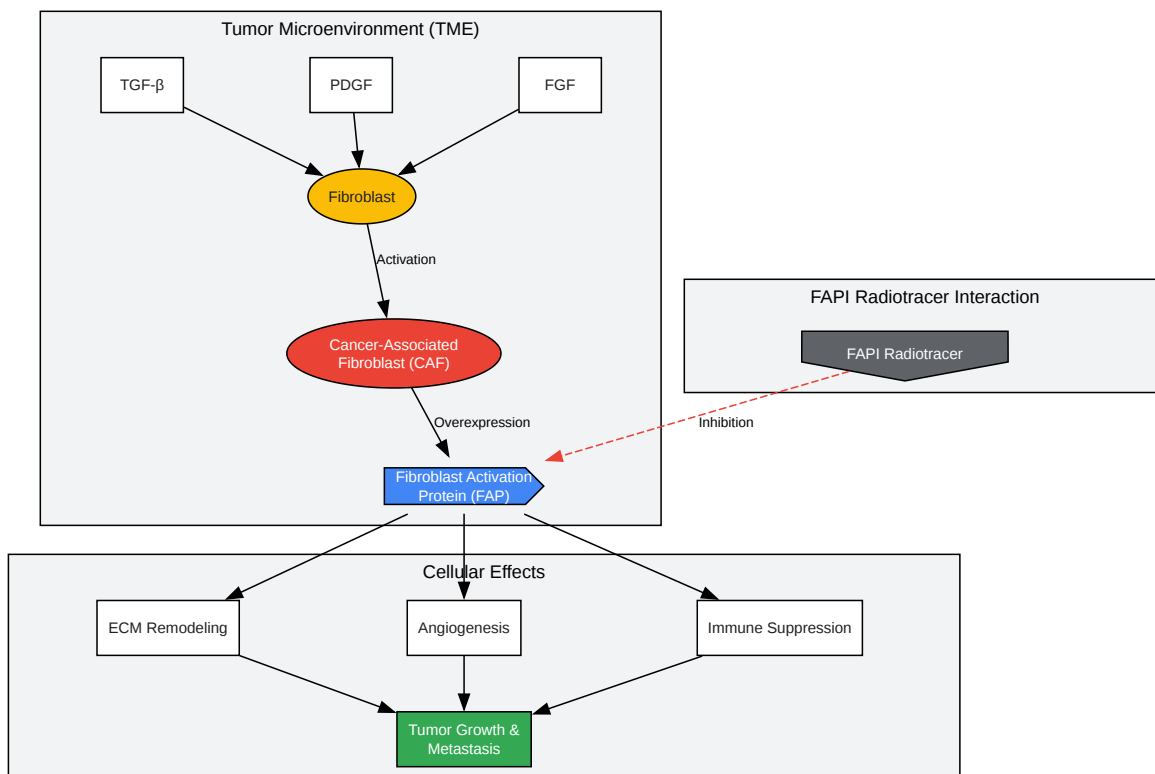 Tumor Microenvironment (TME)
TGF-β
PDGF
FGF
Fibroblast
Activation
Cancer-Associated
Fibroblast (CAF)
Overexpression
Fibroblast Activation
Protein (FAP)
FAPI Radiotracer Interaction
FAPI Radiotracer
Inhibition
Cellular Effects
ECM Remodeling
Angiogenesis
Immune Suppression
Tumor Growth &
Metastasis